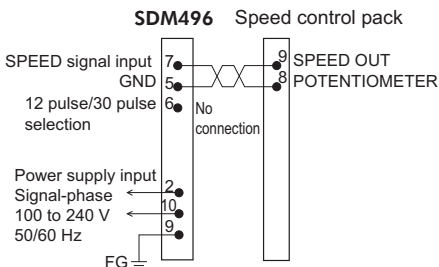 SDM496 Speed control pack
SPEED signal input 7 9 SPEED OUT
GND 5 8 POTENTIOMETER
12 pulse/30 pulse 6 No
selection connection
Power supply input
Signal-phase 2
100 to 240 V 10
50/60 Hz 9
FG